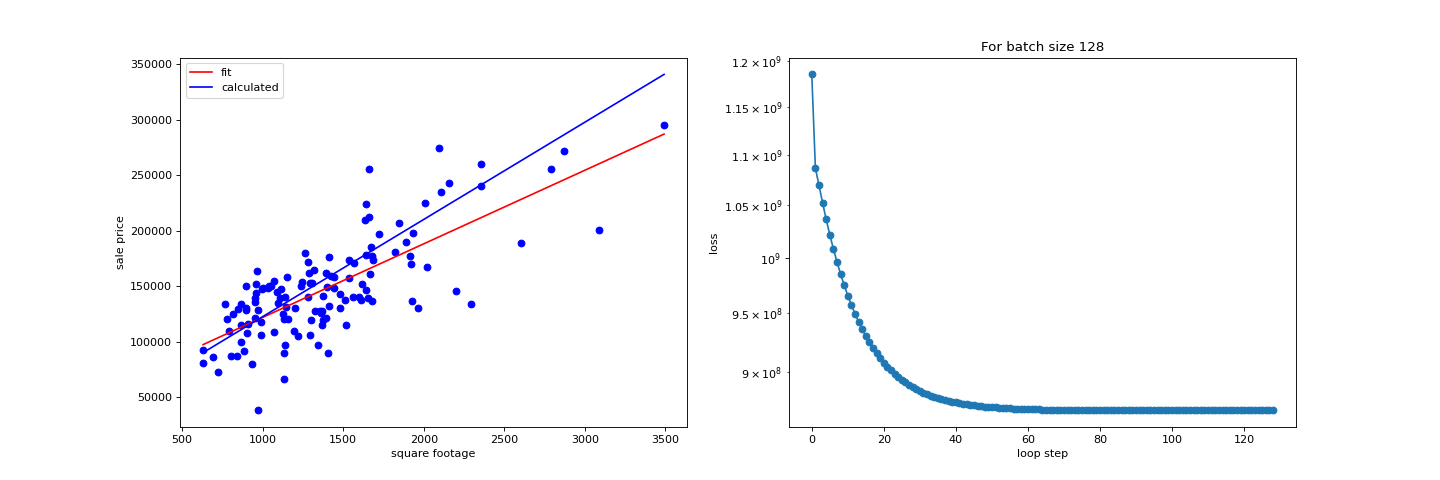 350000
300000
250000
200000
150000
100000
50000
sale price
fit
calculated
500 1000 1500 2000 2500 3000 3500
square footage
For batch size 128
1.2 × 10⁹
1.15 × 10⁹
1.1 × 10⁹
1.05 × 10⁹
10⁹
9.5 × 10⁸
9 × 10⁸
loss
0 20 40 60 80 100 120
loop step